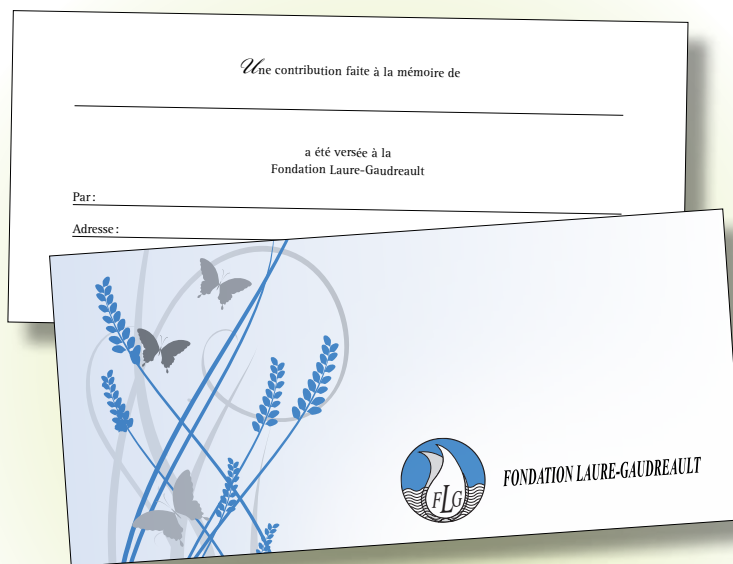 Une contribution faite à la mémoire de
a été versée à la
Fondation Laure-Gaudreault
Par :
Adresse :
FLG
FONDATION LAURE-GAUDREAULT